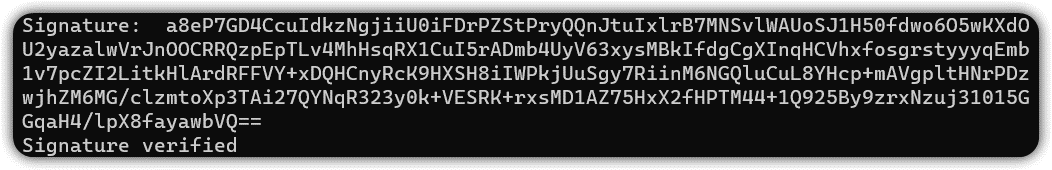 Signature:  a8eP7GD4CcuIdkzNgjiiU0iFDrPZStPryQQnJtuIxlrB7MNSvlWAUoSJ1H50fdwo6O5wKXdO
U2yazalwVrJnOOCRRQzpEpTLv4MhHsqRX1CuI5rADmb4UyV63xysMBkIfdgCgXInqHCVhxfosgrstyyyqEmb
1v7pcZI2LitkHlArdRFFVY+xDQHCnyRcK9HXSH8iIWPkjUuSgy7RiinM6NGQluCuL8YHcp+mAVgpltHNrPDz
wjhZM6MG/clzmtoXp3TAi27QYNqR323y0k+VESRK+rxsMD1AZ75HxX2fHPTM44+1Q925By9zrxNzuj31015G
GqaH4/lpX8fayawbVQ==
Signature verified